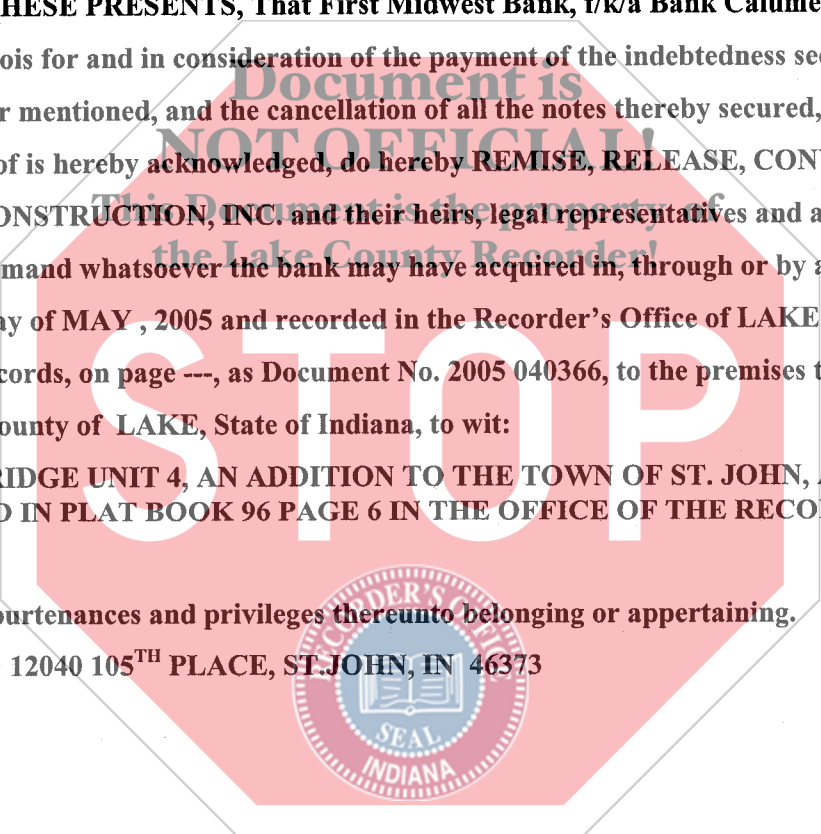 HESE PRESENTS, That First Midwest Bank, f/k/a Bank Calume
Document is
ois for and in consideration of the payment of the indebtedness se
r mentioned, and the cancellation of all the notes thereby secured,
NOT OFFICIAL!
of is hereby acknowledged, do hereby REMISE, RELEASE, CON
This Document is the property of
ONSTRUCTION, INC. and their heirs, legal representatives and a
the Lake County Recorder!
mand whatsoever the bank may have acquired in, through or by a
ay of MAY , 2005 and recorded in the Recorder's Office of LAKE
STOP
cords, on page ---, as Document No. 2005 040366, to the premises t
ounty of LAKE, State of Indiana, to wit:
RIDGE UNIT 4, AN ADDITION TO THE TOWN OF ST. JOHN,
D IN PLAT BOOK 96 PAGE 6 IN THE OFFICE OF THE RECO
purtenances and privileges thereunto belonging or appertaining.
12040 105TH PLACE, ST.JOHN, IN 46373
RECORDER'S OFFICE
SEAL
INDIANA